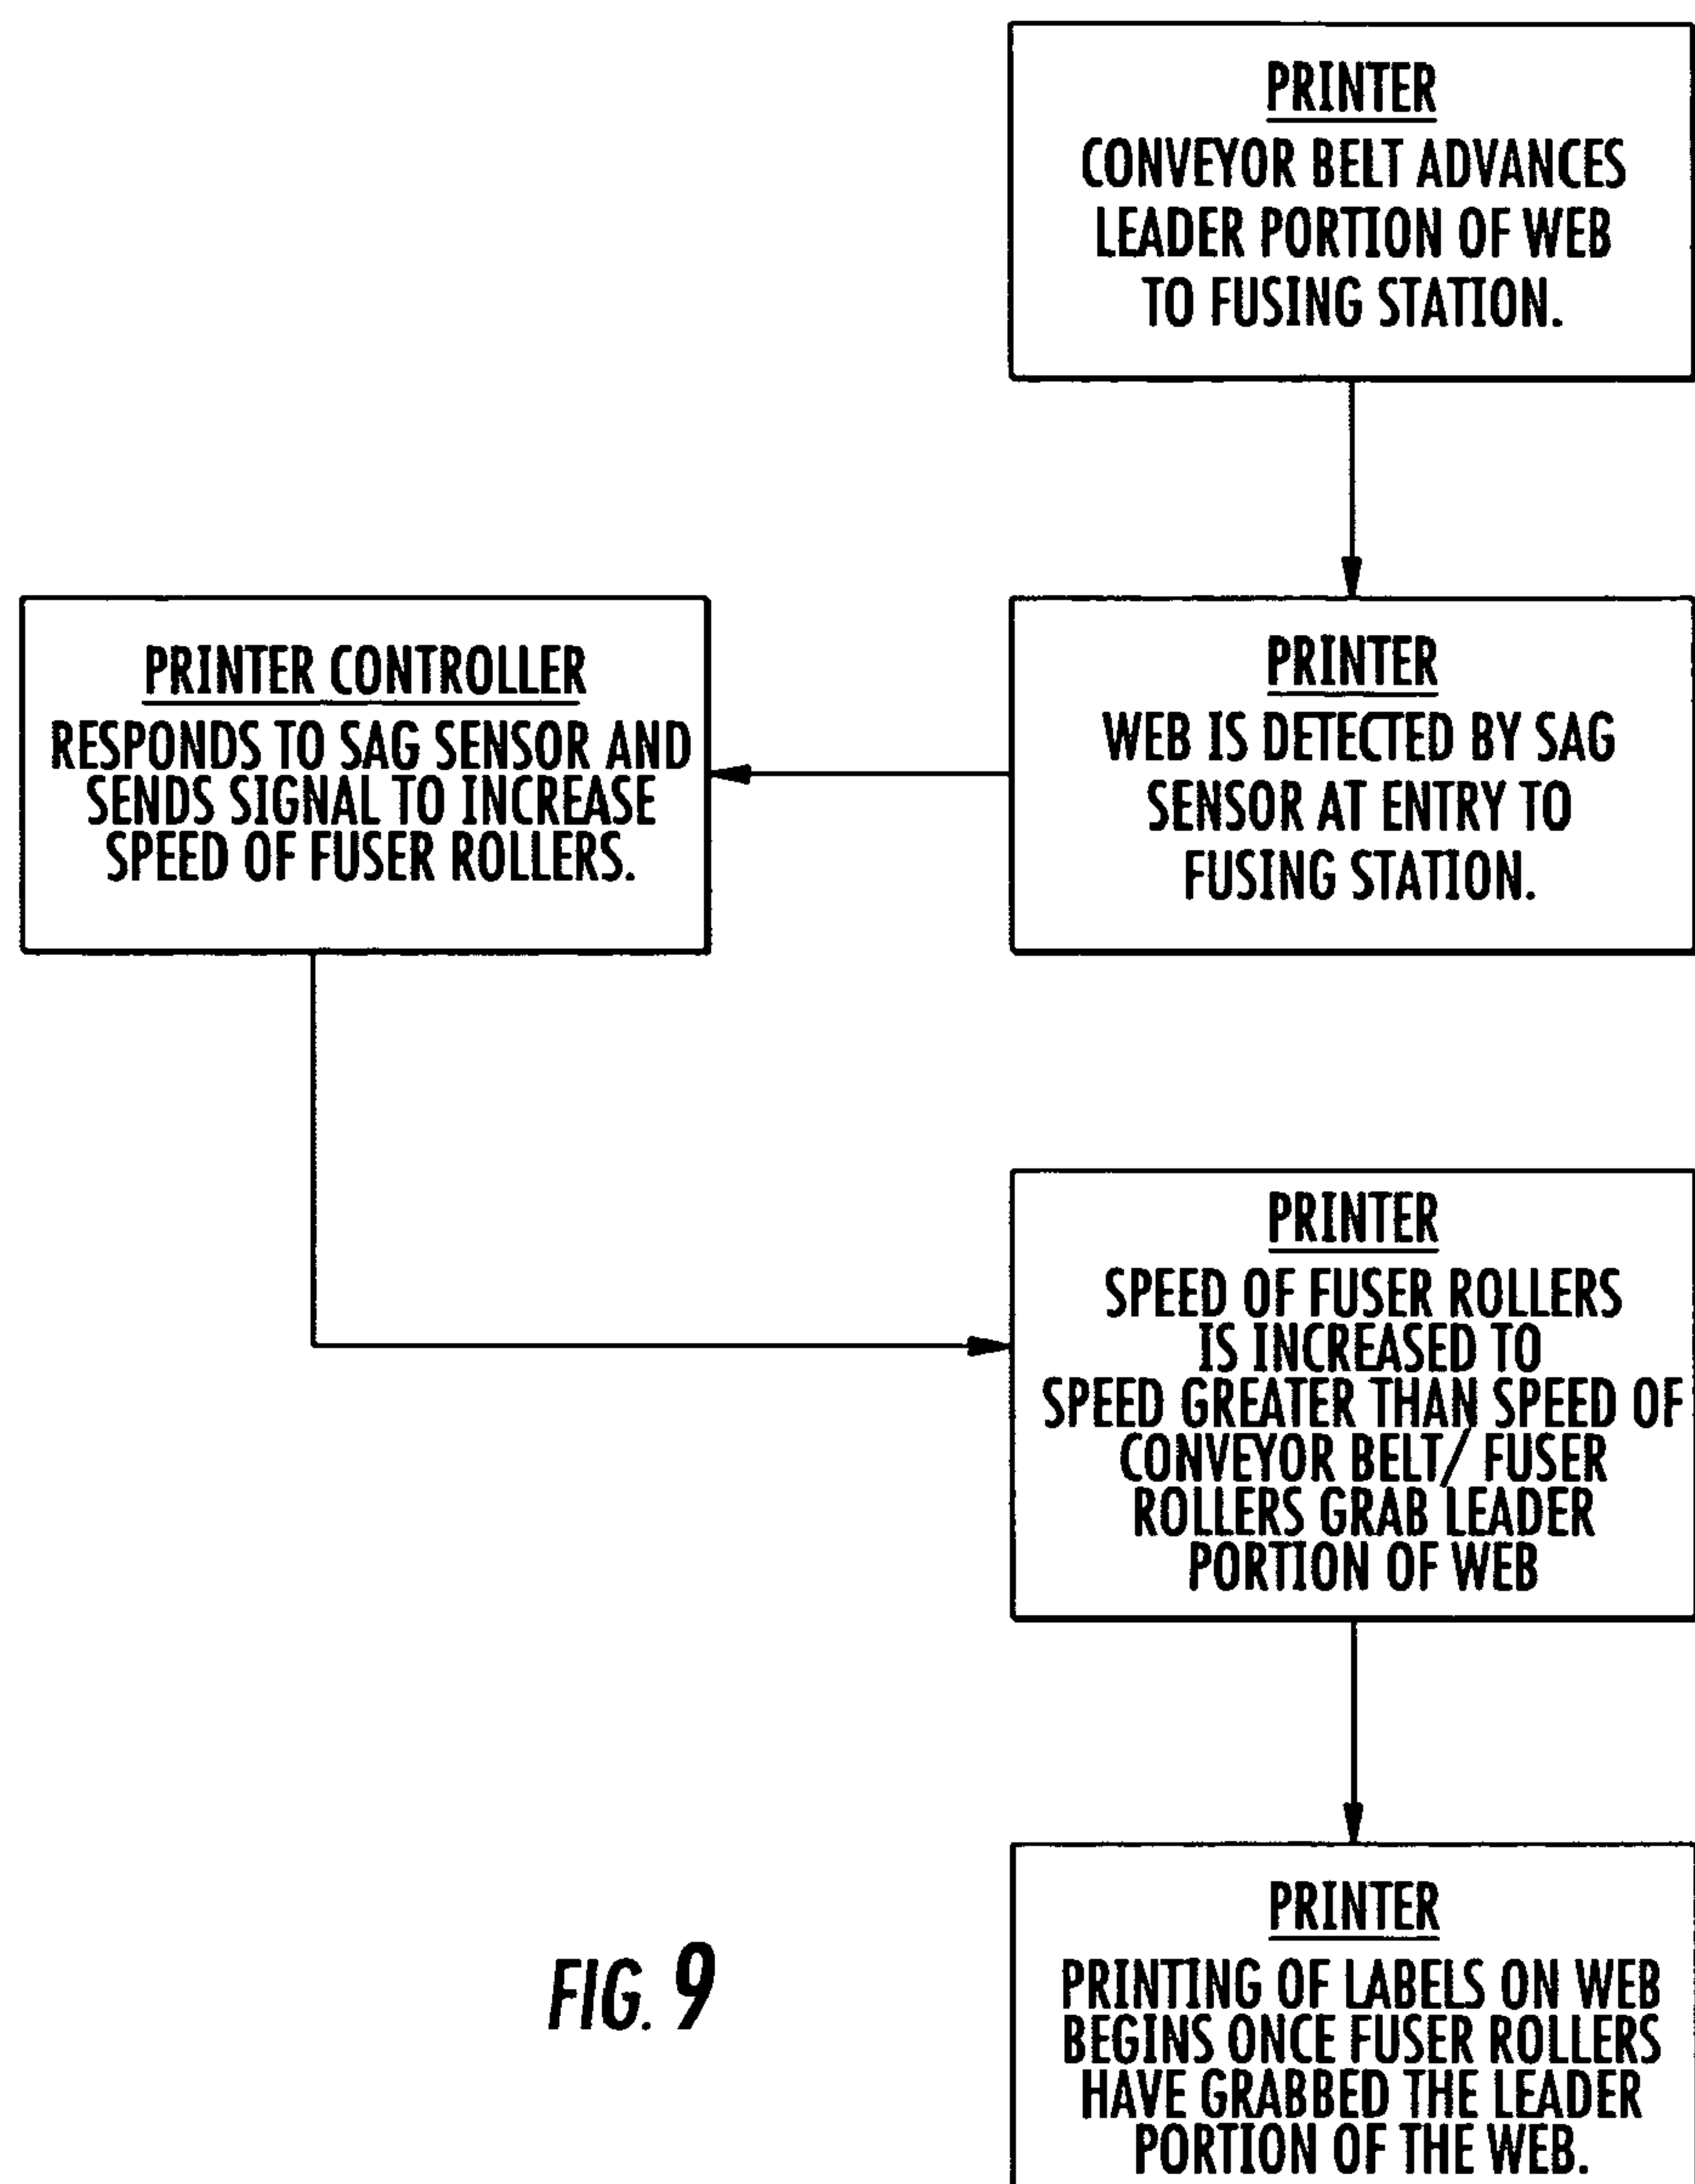 PRINTER
CONVEYOR BELT ADVANCES
LEADER PORTION OF WEB
TO FUSING STATION.
PRINTER
WEB IS DETECTED BY SAG
SENSOR AT ENTRY TO
FUSING STATION.
PRINTER CONTROLLER
RESPONDS TO SAG SENSOR AND
SENDS SIGNAL TO INCREASE
SPEED OF FUSER ROLLERS.
PRINTER
SPEED OF FUSER ROLLERS
IS INCREASED TO
SPEED GREATER THAN SPEED OF
CONVEYOR BELT/ FUSER
ROLLERS GRAB LEADER
PORTION OF WEB
PRINTER
PRINTING OF LABELS ON WEB
BEGINS ONCE FUSER ROLLERS
HAVE GRABBED THE LEADER
PORTION OF THE WEB.
FIG. 9